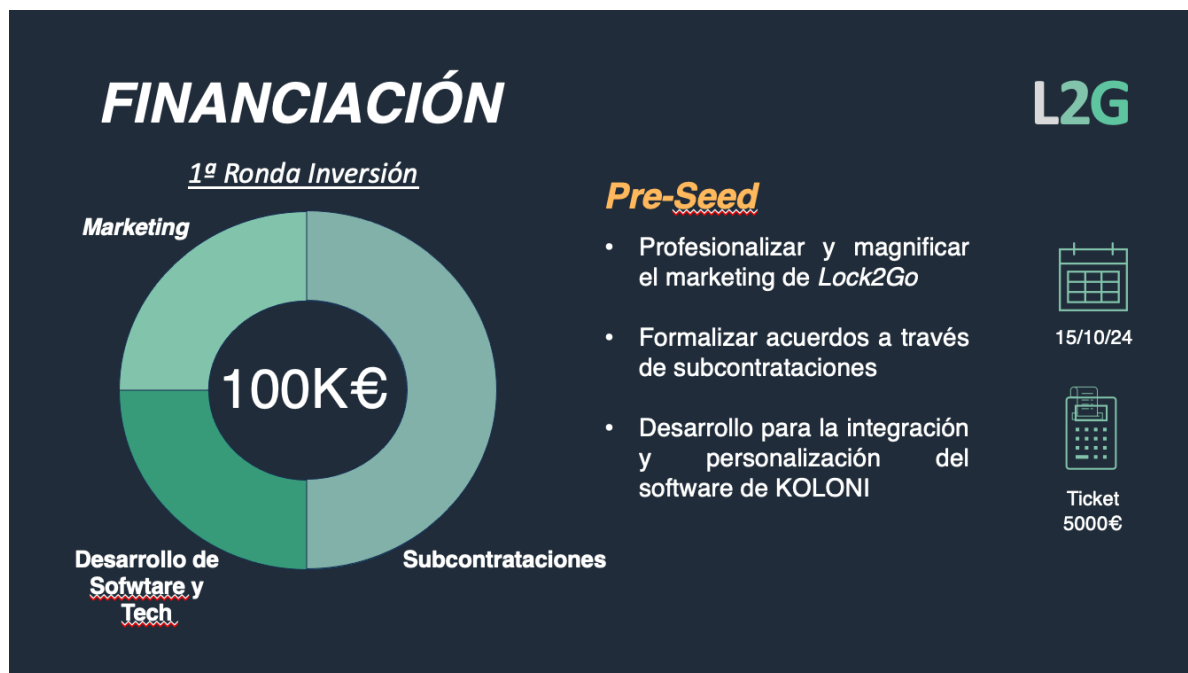 FINANCIACIÓN
L2G
1ª Ronda Inversión
Marketing
100K€
Desarrollo de
Sofwtare y
Tech
Subcontrataciones
Pre-Seed
• Profesionalizar y magnificar
el marketing de Lock2Go
• Formalizar acuerdos a través
de subcontrataciones
• Desarrollo para la integración
y personalización del
software de KOLONI
15/10/24
Ticket
5000€